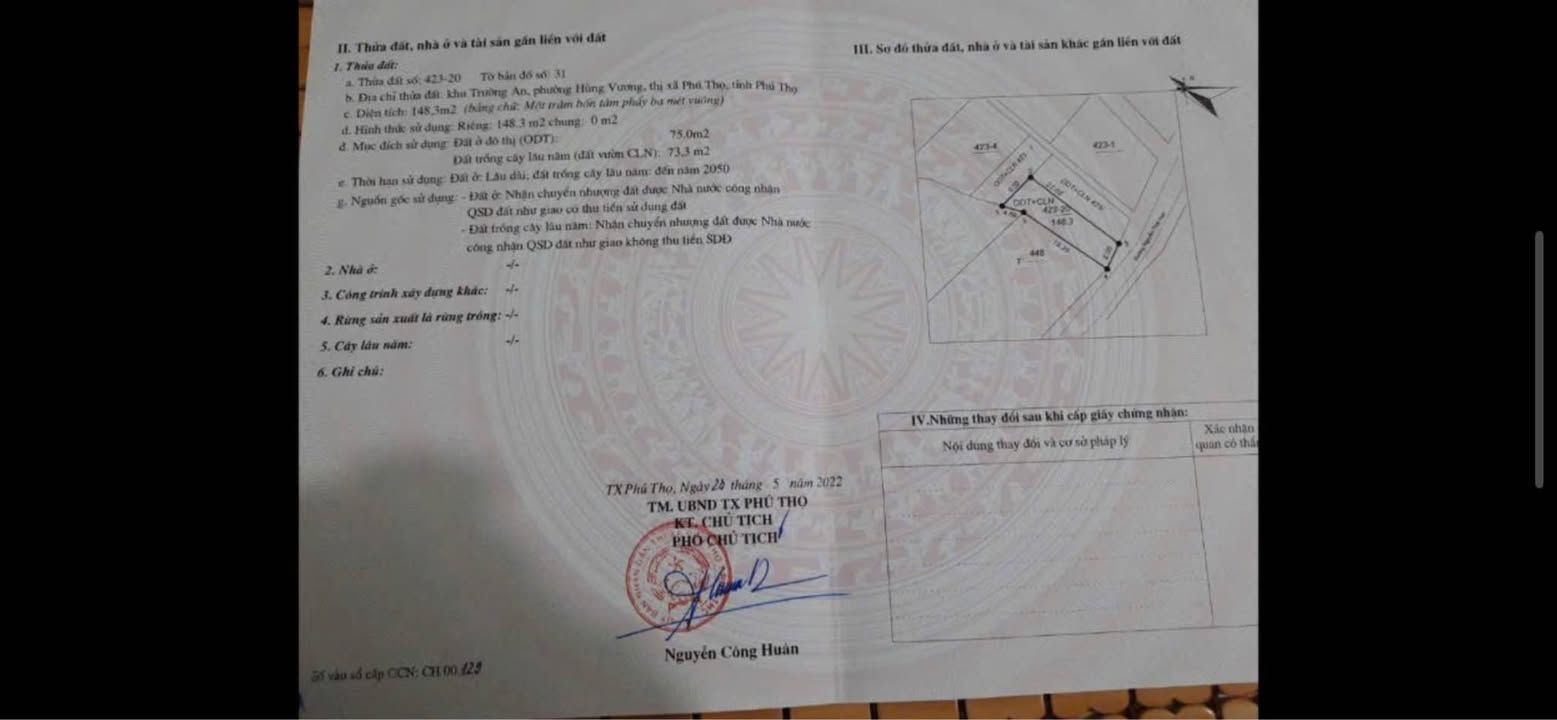 II. Thửa đất, nhà ở và tài sản gắn liền với đất
1. Thửa đất:
a. Thửa đất số: 423-20 Tờ bản đồ số: 31
b. Địa chỉ thửa đất: khu Trường An, phường Hùng Vương, thị xã Phú Thọ, tỉnh Phú Thọ
c. Diện tích: 148,3m2 (bằng chữ: Một trăm bốn tám phảy ba mét vuông)
d. Hình thức sử dụng: Riêng: 148.3 m2 chung: 0 m2
đ. Mục đích sử dụng: Đất ở đô thị (ODT): 75.0m2
Đất trồng cây lâu năm (đất vườn CLN): 73,3 m2
e. Thời hạn sử dụng: Đất ở: Lâu dài; đất trồng cây lâu năm: đến năm 2050
g. Nguồn gốc sử dụng: - Đất ở: Nhận chuyển nhượng đất được Nhà nước công nhận
QSD đất như giao có thu tiền sử dụng đất
- Đất trồng cây lâu năm: Nhận chuyển nhượng đất được Nhà nước
công nhận QSD đất như giao không thu tiền SDĐ
2. Nhà ở: -/-
3. Công trình xây dựng khác: -/-
4. Rừng sản xuất là rừng trồng: -/-
5. Cây lâu năm: -/-
6. Ghi chú:
TX Phú Thọ, Ngày 20 tháng 5 năm 2022
TM. UBND TX PHÚ THỌ
KT. CHỦ TỊCH
PHÓ CHỦ TỊCH
Nguyễn Công Huân
Số vào sổ cấp GCN: CH.00129
III. Sơ đồ thửa đất, nhà ở và tài sản khác gắn liền với đất
423-4
423-1
ODT+CLN
423-20
148.3
T
448
IV.Những thay đổi sau khi cấp giấy chứng nhận:
Nội dung thay đổi và cơ sở pháp lý
Xác nhận
quan có